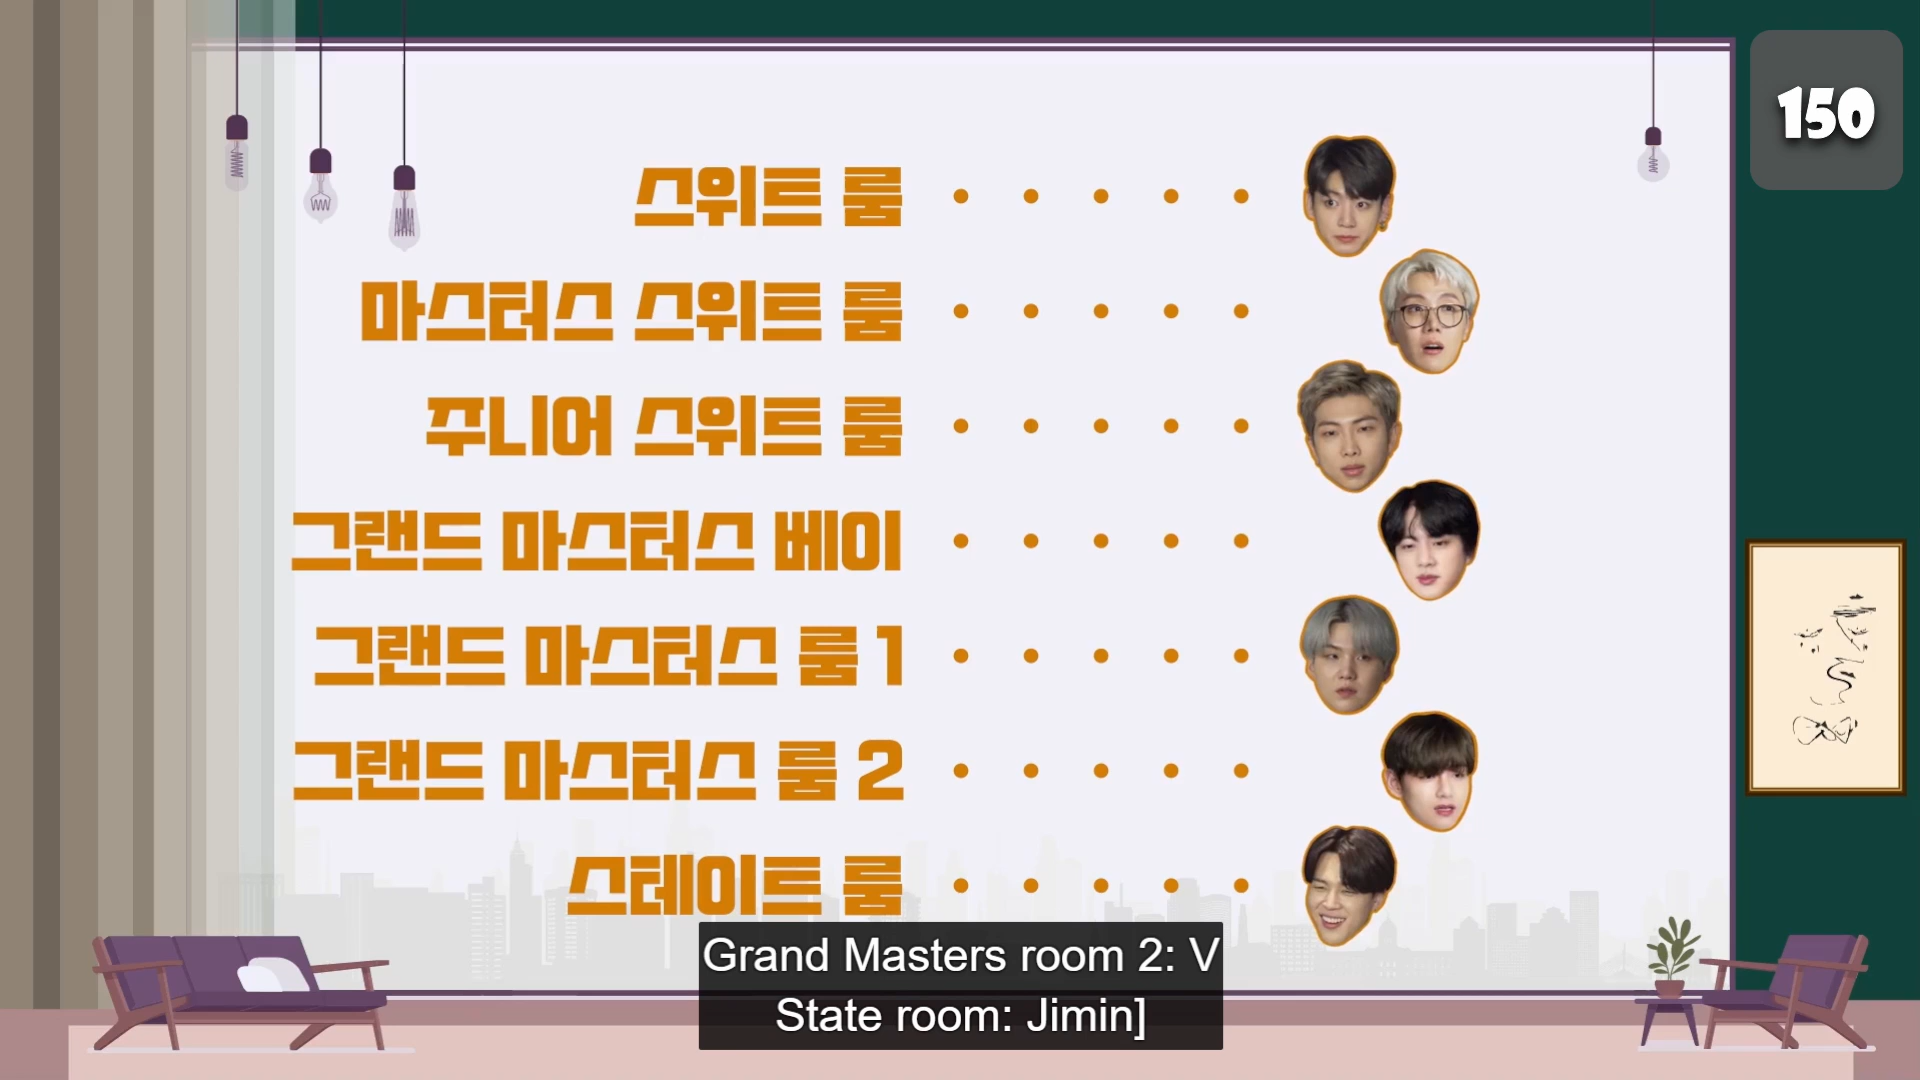 150
스위트 룸
마스터스 스위트 룸
주니어 스위트 룸
그랜드 마스터스 베이
그랜드 마스터스 룸 1
그랜드 마스터스 룸 2
스테이트 룸
Grand Masters room 2: V
State room: Jimin]